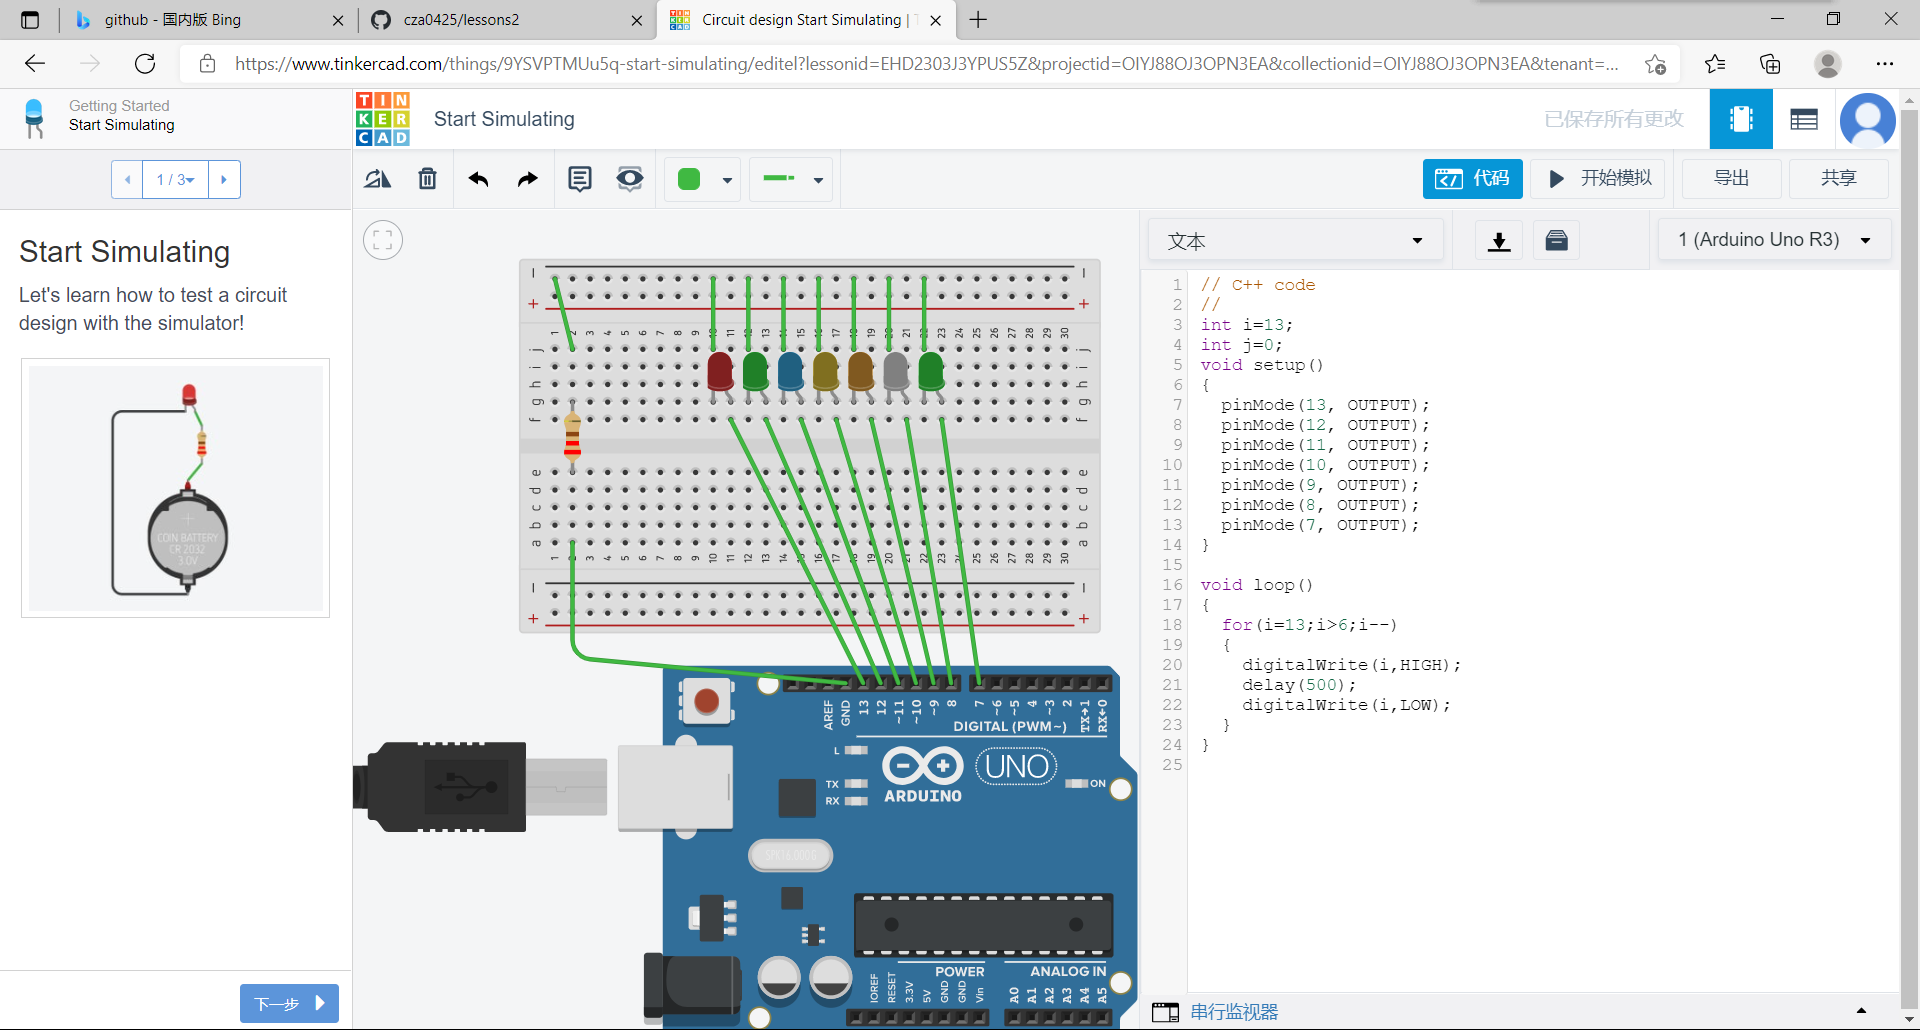 github - 国内版 Bing
cza0425/lessons2
Circuit design Start Simulating |
https://www.tinkercad.com/things/9YSVPTMUu5q-start-simulating/editel?lessonid=EHD2303J3YPUS5Z&projectid=OIYJ88OJ3OPN3EA&collectionid=OIYJ88OJ3OPN3EA&tenant=...
Getting Started
Start Simulating
TINKERCAD
Start Simulating
已保存所有更改
1 / 3
代码
开始模拟
导出
共享
Start Simulating
Let's learn how to test a circuit
design with the simulator!
COIN BATTERY
CR 2032
3.0V
下一步
文本
1 (Arduino Uno R3)
1 // C++ code
2 //
3 int i=13;
4 int j=0;
5 void setup()
6 {
7 pinMode(13, OUTPUT);
8 pinMode(12, OUTPUT);
9 pinMode(11, OUTPUT);
10 pinMode(10, OUTPUT);
11 pinMode(9, OUTPUT);
12 pinMode(8, OUTPUT);
13 pinMode(7, OUTPUT);
14 }
15
16 void loop()
17 {
18 for(i=13;i>6;i--)
19 {
20 digitalWrite(i,HIGH);
21 delay(500);
22 digitalWrite(i,LOW);
23 }
24 }
25
AREF GND 13 12 ~11 ~10 ~9 8 7 ~6 ~5 4 ~3 2 TX→1 RX←0
DIGITAL (PWM~)
L
TX
RX
ARDUINO
UNO
ON
POWER
ANALOG IN
IOREF RESET 3.3V 5V GND GND Vin A0 A1 A2 A3 A4 A5
串行监视器